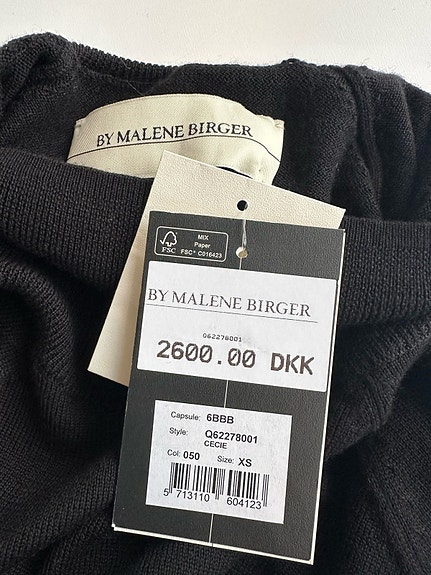 BY MALENE BIRGER
FSC
MIX
Paper
FSC® C016423
BY MALENE BIRGER
Q62278001
2600.00 DKK
Capsule: 6BBB
Style: Q62278001
CECIE
Col: 050 Size: XS
5 713110 604123